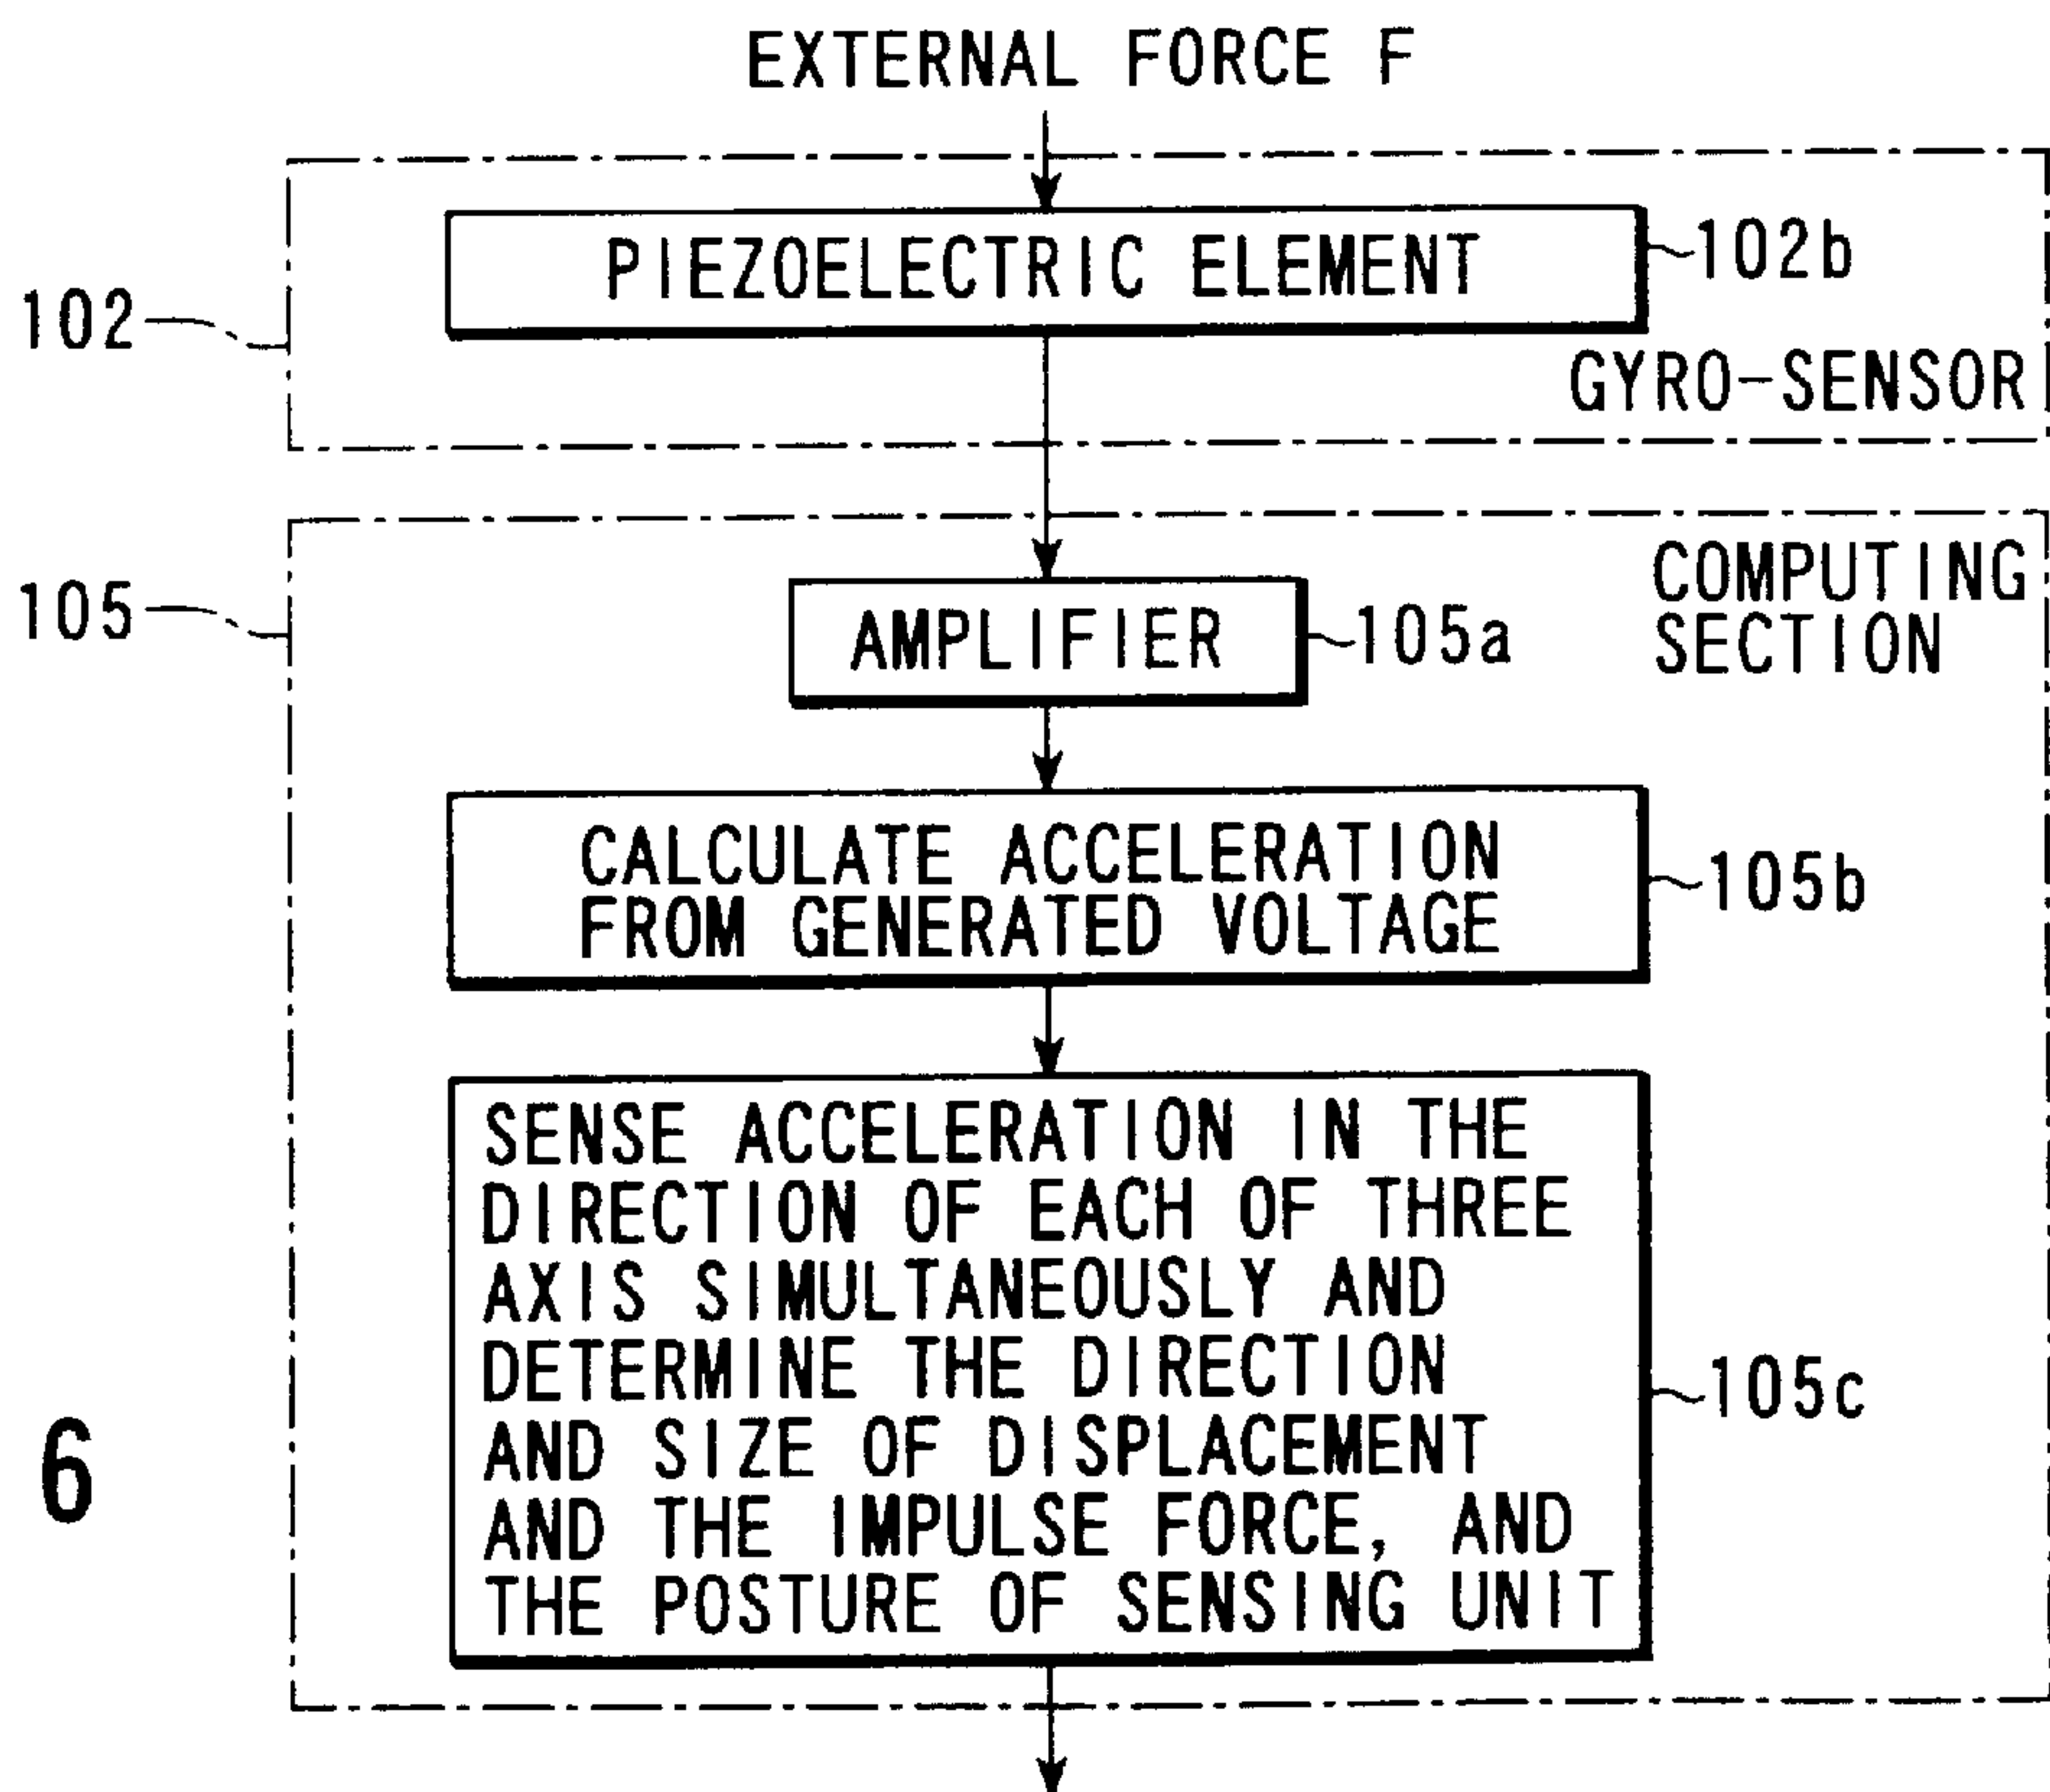 EXTERNAL FORCE F
PIEZOELECTRIC ELEMENT
102b
102
GYRO-SENSOR
COMPUTING
SECTION
105
AMPLIFIER
105a
CALCULATE ACCELERATION
FROM GENERATED VOLTAGE
105b
SENSE ACCELERATION IN THE
DIRECTION OF EACH OF THREE
AXIS SIMULTANEOUSLY AND
DETERMINE THE DIRECTION
AND SIZE OF DISPLACEMENT
AND THE IMPULSE FORCE, AND
THE POSTURE OF SENSING UNIT
105c
6